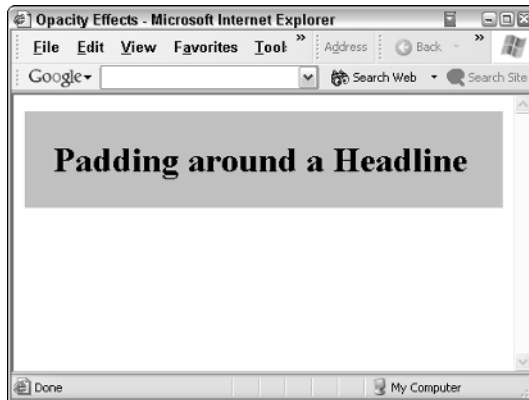 Opacity Effects - Microsoft Internet Explorer
File Edit View Favorites Tool » Address Back »
Google Search Web Search Site
Padding around a Headline
Done My Computer